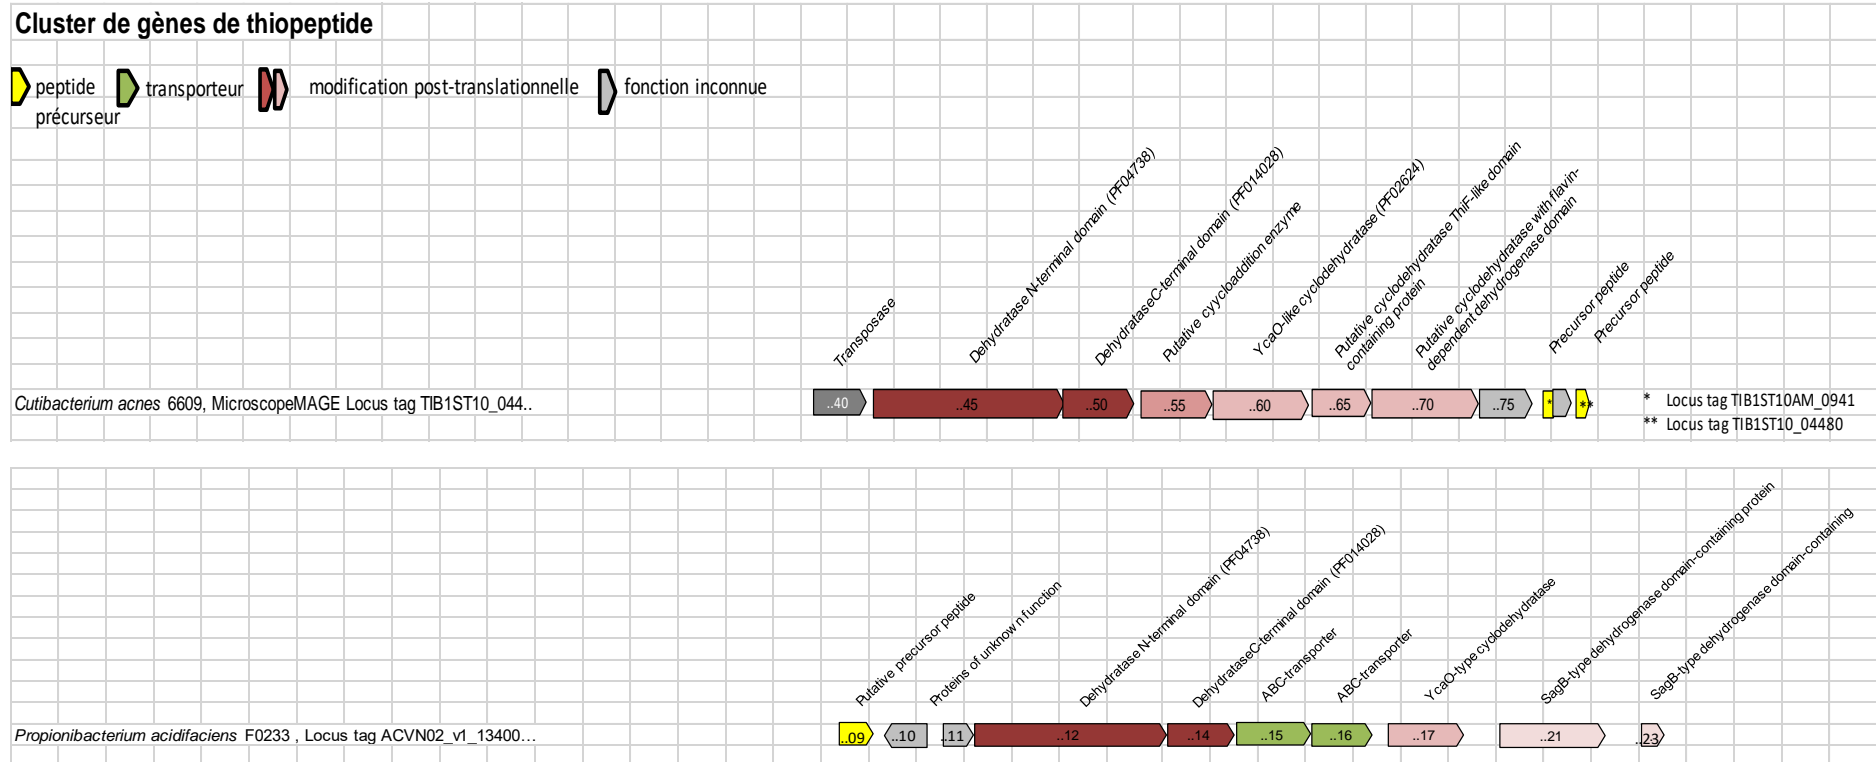 Cluster de gènes de thiopeptide
peptide
précurseur
transporteur
modification post-translationnelle
fonction inconnue
Transposase
Dehydratase N-terminal domain (PF04738)
DehydrataseC-terminal domain (PF014028)
Putative cyycloaddition enzyme
YcaO-like cyclodehydratase (PF02624)
Putative cyclodehydratase ThiF-like domain
containing protein
Putative cyclodehydratase with flavin-
dependent dehydrogenase domain
Precursor peptide
Precursor peptide
Cutibacterium acnes 6609, MicroscopeMAGE Locus tag TIB1ST10_044..
..40
..45
..50
..55
..60
..65
..70
..75
*
**
* Locus tag TIB1ST10AM_0941
** Locus tag TIB1ST10_04480
Putative precursor peptide
Proteins of unknown function
Dehydratase N-terminal domain (PF04738)
DehydrataseC-terminal domain (PF014028)
ABC-transporter
ABC-transporter
YcaO-type cyclodehydratase
SagB-type dehydrogenase domain-containing protein
SagB-type dehydrogenase domain-containing
Propionibacterium acidifaciens F0233 , Locus tag ACVN02_v1_13400...
..09
..10
..11
..12
..14
..15
..16
..17
..21
..23